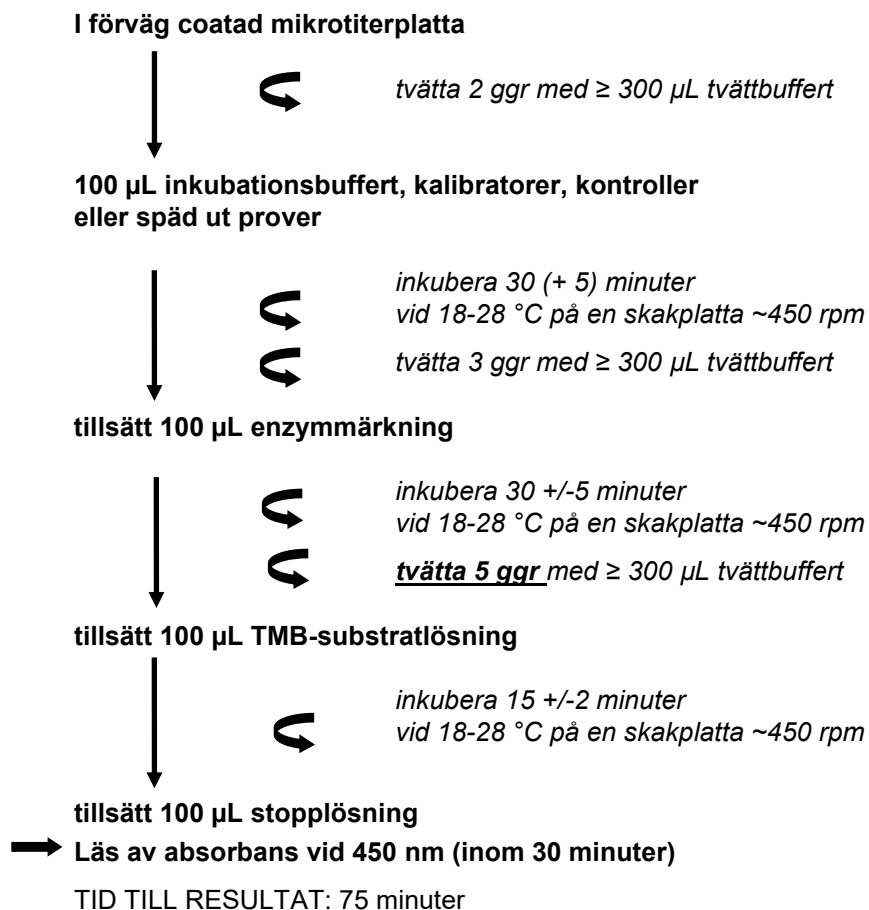 I förväg coatad mikrotiterplatta
tvätta 2 ggr med ≥ 300 µL tvättbuffert
100 µL inkubationsbuffert, kalibratorer, kontroller
eller späd ut prover
inkubera 30 (+ 5) minuter
vid 18-28 °C på en skakplatta ~450 rpm
tvätta 3 ggr med ≥ 300 µL tvättbuffert
tillsätt 100 µL enzymmärkning
inkubera 30 +/-5 minuter
vid 18-28 °C på en skakplatta ~450 rpm
tvätta 5 ggr med ≥ 300 µL tvättbuffert
tillsätt 100 µL TMB-substratlösning
inkubera 15 +/-2 minuter
vid 18-28 °C på en skakplatta ~450 rpm
tillsätt 100 µL stopplösning
Läs av absorbans vid 450 nm (inom 30 minuter)
TID TILL RESULTAT: 75 minuter